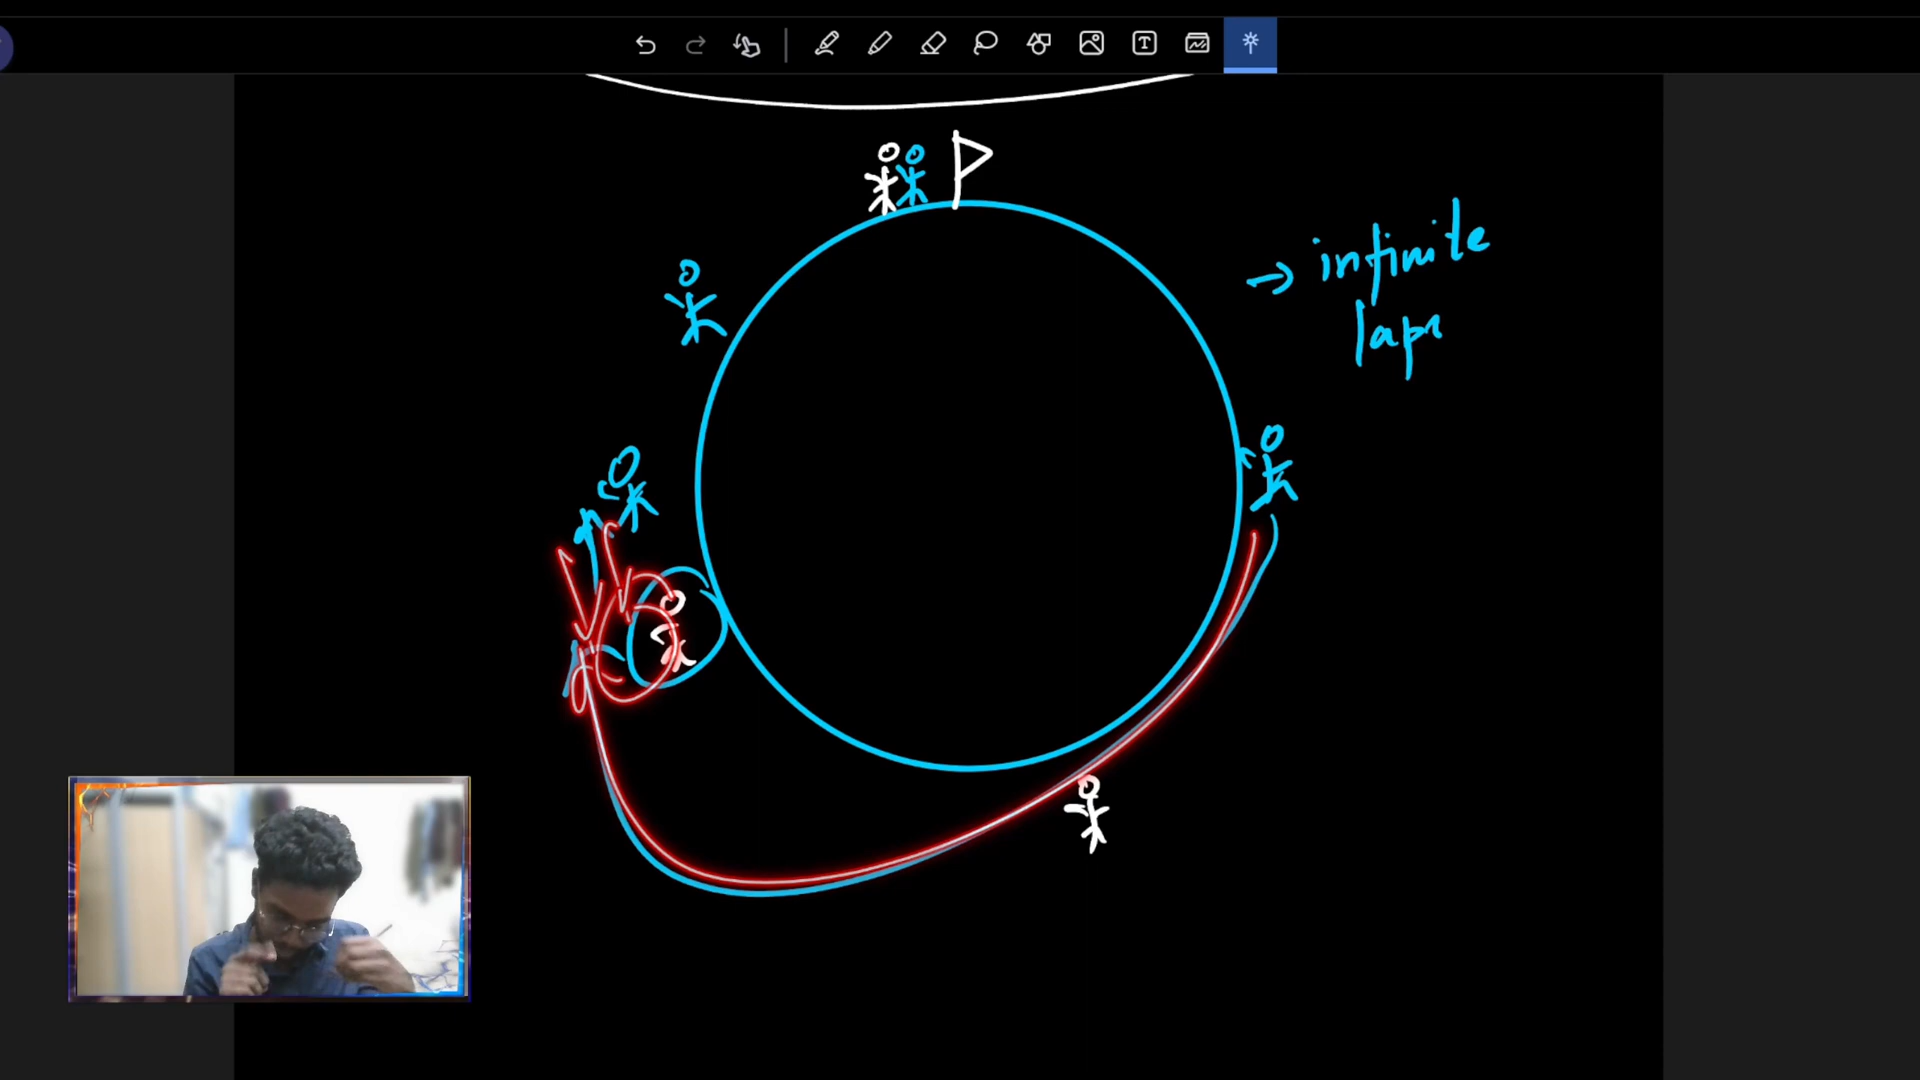 → infinite
laps